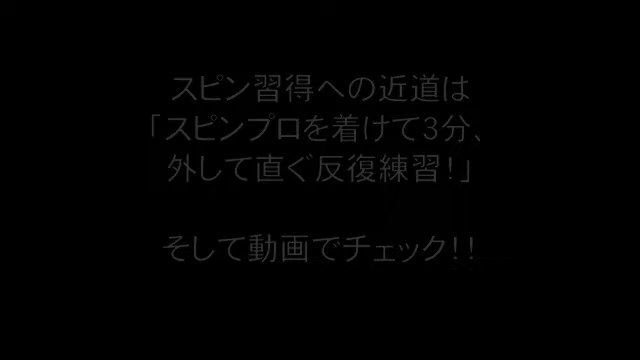 スピン習得への近道は
「スピンプロを着けて3分、
外して直ぐ反復練習!」
そして動画でチェック!!